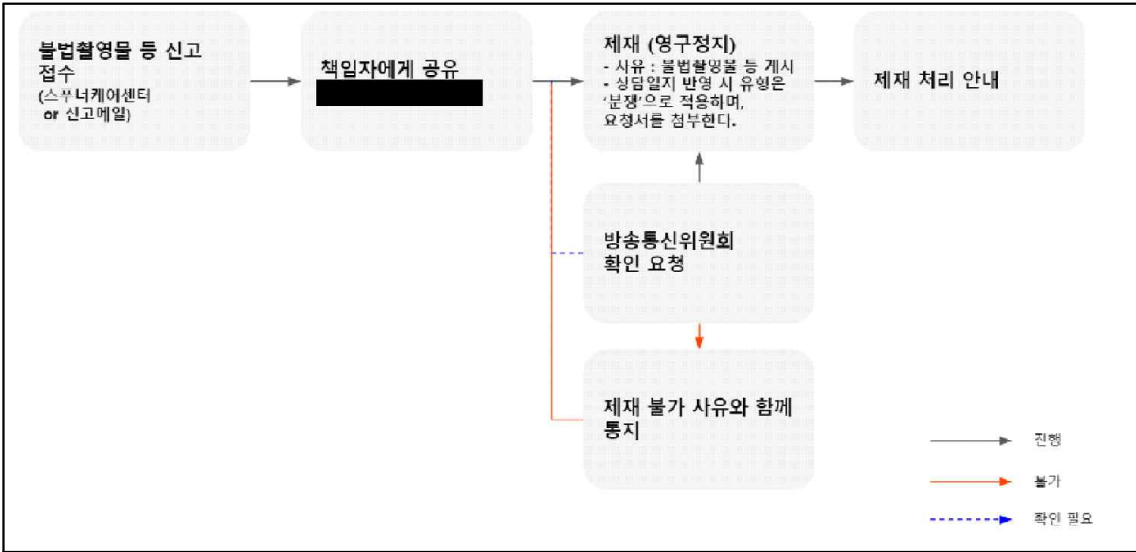 불법촬영물 등 신고
접수
(스푸너케어센터
or 신고메일)
책임자에게 공유
제재 (영구정지)
- 사유 : 불법촬영물 등 게시
- 상담일지 반영 시 유형은
‘분쟁’으로 적용하며,
요청서를 첨부한다.
제재 처리 안내
방송통신위원회
확인 요청
제재 불가 사유와 함께
통지
진행
불가
확인 필요